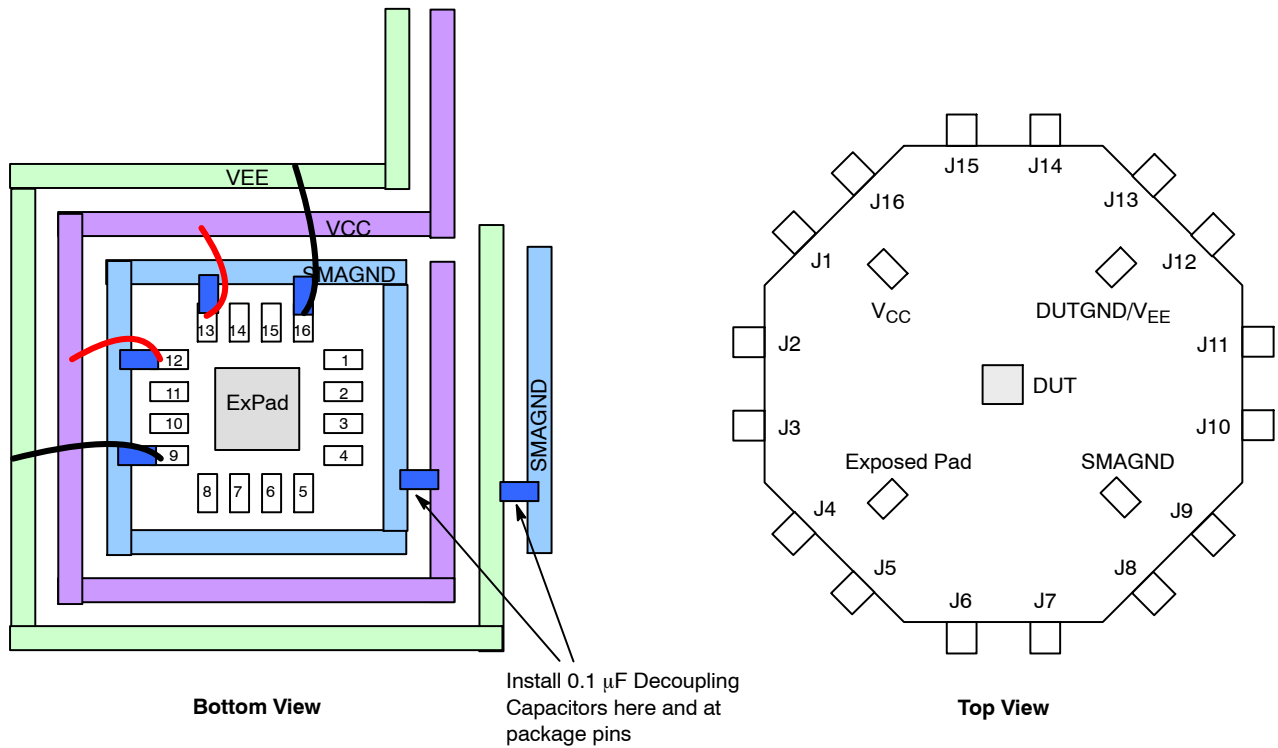 VEE
VCC
SMAGND
13
14
15
16
12
11
10
9
ExPad
1
2
3
4
8
7
6
5
SMAGND
Install 0.1 μF Decoupling
Capacitors here and at
package pins
Bottom View
J15
J14
J16
J13
J1
J12
VCC
DUTGND/VEE
J2
J11
DUT
J3
J10
Exposed Pad
SMAGND
J4
J9
J5
J8
J6
J7
Top View